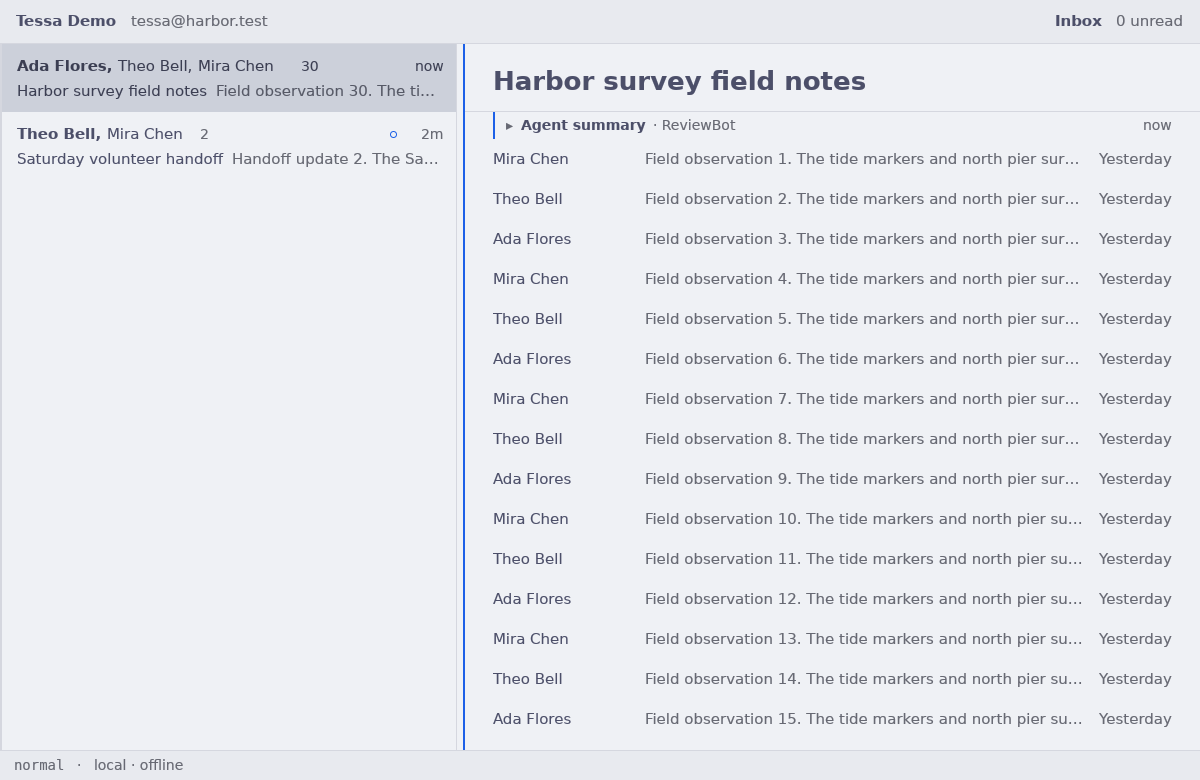 Tessa Demo tessa@harbor.test Inbox 0 unread
Ada Flores, Theo Bell, Mira Chen 30 now
Harbor survey field notes Field observation 30. The ti…
Theo Bell, Mira Chen 2 2m
Saturday volunteer handoff Handoff update 2. The Sa…
Harbor survey field notes
▸ Agent summary · ReviewBot now
Mira Chen Field observation 1. The tide markers and north pier sur… Yesterday
Theo Bell Field observation 2. The tide markers and north pier sur… Yesterday
Ada Flores Field observation 3. The tide markers and north pier sur… Yesterday
Mira Chen Field observation 4. The tide markers and north pier sur… Yesterday
Theo Bell Field observation 5. The tide markers and north pier sur… Yesterday
Ada Flores Field observation 6. The tide markers and north pier sur… Yesterday
Mira Chen Field observation 7. The tide markers and north pier sur… Yesterday
Theo Bell Field observation 8. The tide markers and north pier sur… Yesterday
Ada Flores Field observation 9. The tide markers and north pier sur… Yesterday
Mira Chen Field observation 10. The tide markers and north pier su… Yesterday
Theo Bell Field observation 11. The tide markers and north pier su… Yesterday
Ada Flores Field observation 12. The tide markers and north pier su… Yesterday
Mira Chen Field observation 13. The tide markers and north pier su… Yesterday
Theo Bell Field observation 14. The tide markers and north pier su… Yesterday
Ada Flores Field observation 15. The tide markers and north pier su… Yesterday
normal · local · offline